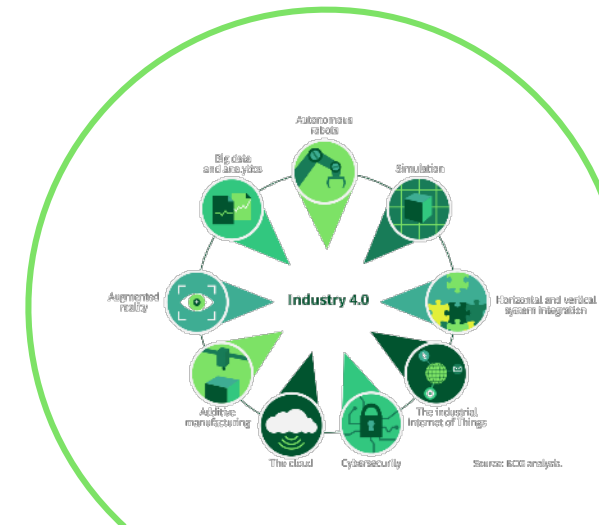 Autonomous
robots
Big data
and analytics
Simulation
Augmented
reality
Industry 4.0
Horizontal and vertical
system integration
Additive
manufacturing
The industrial
Internet of Things
The cloud
Cybersecurity
Source: BCG analysis.